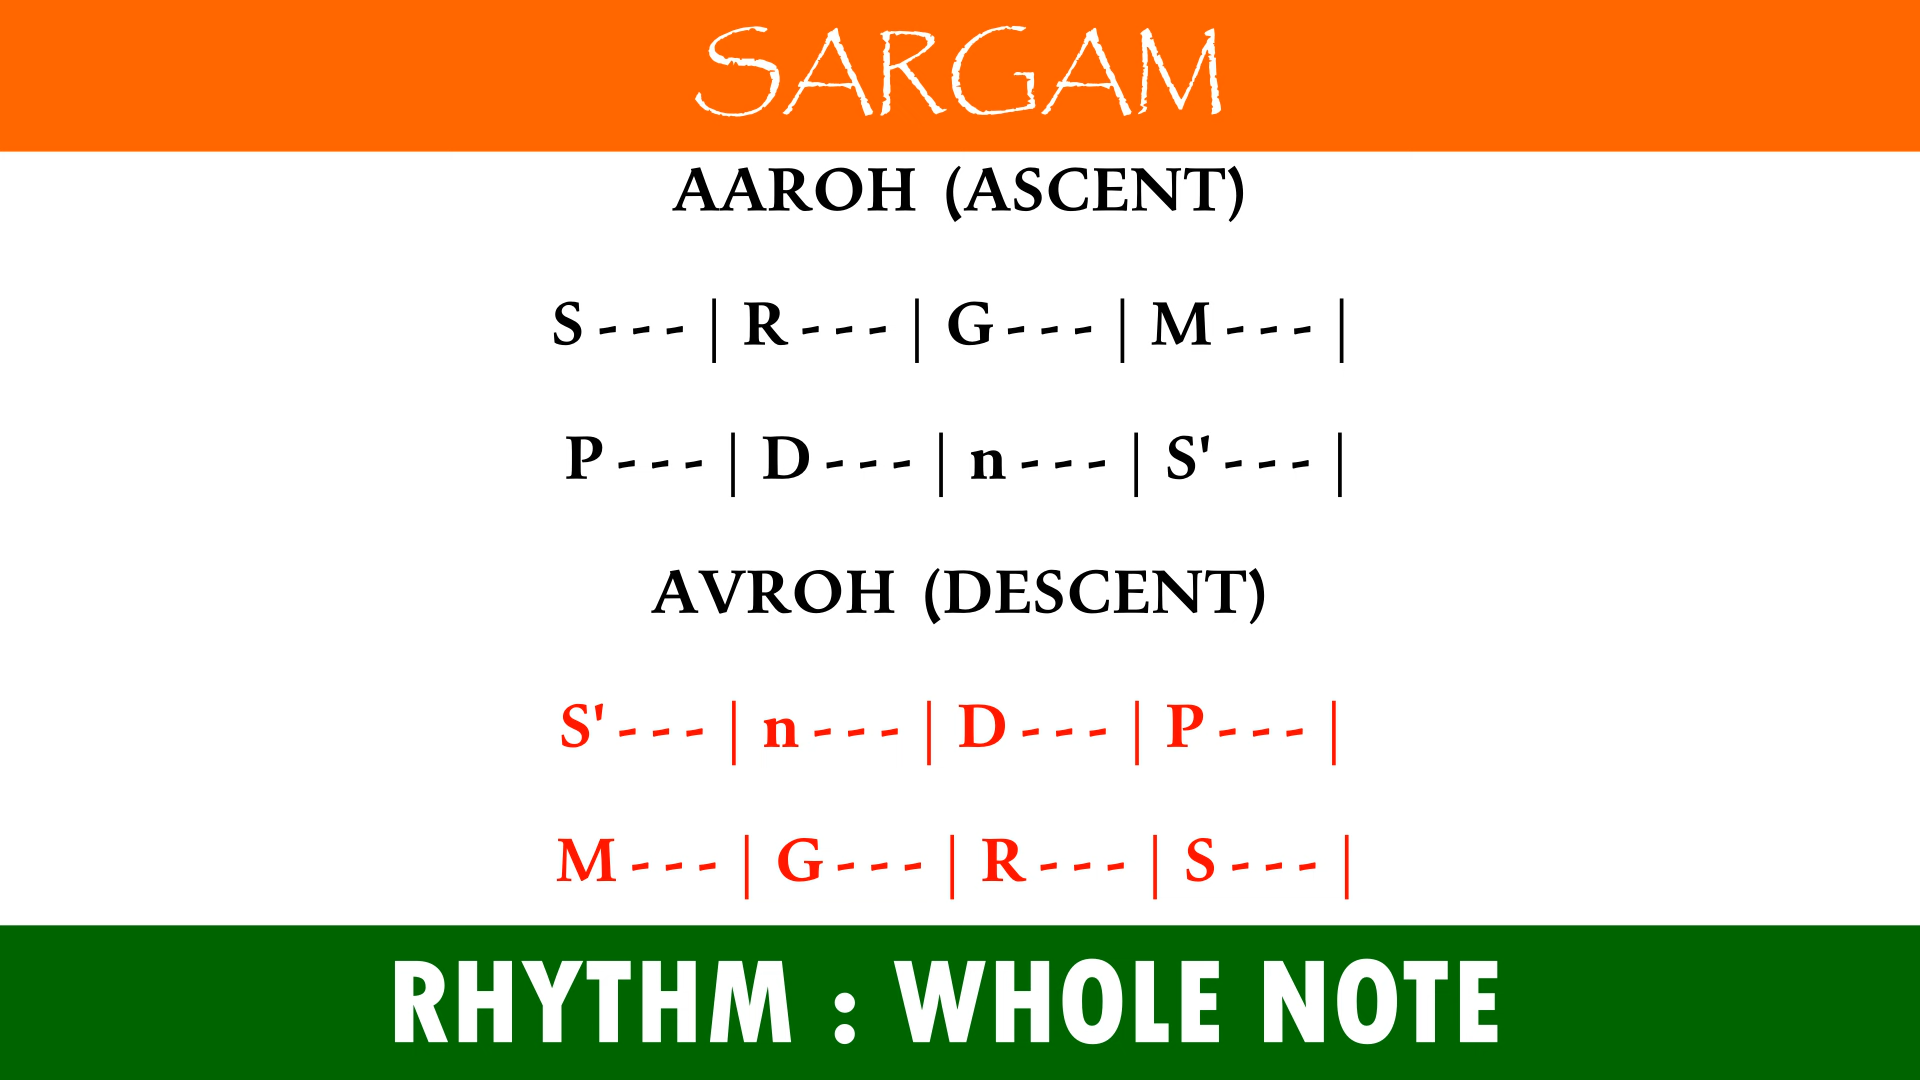 SARGAM
AAROH (ASCENT)
S - - - | R - - - | G - - - | M - - - |
P - - - | D - - - | n - - - | S' - - - |
AVROH (DESCENT)
S' - - - | n - - - | D - - - | P - - - |
M - - - | G - - - | R - - - | S - - - |
RHYTHM : WHOLE NOTE